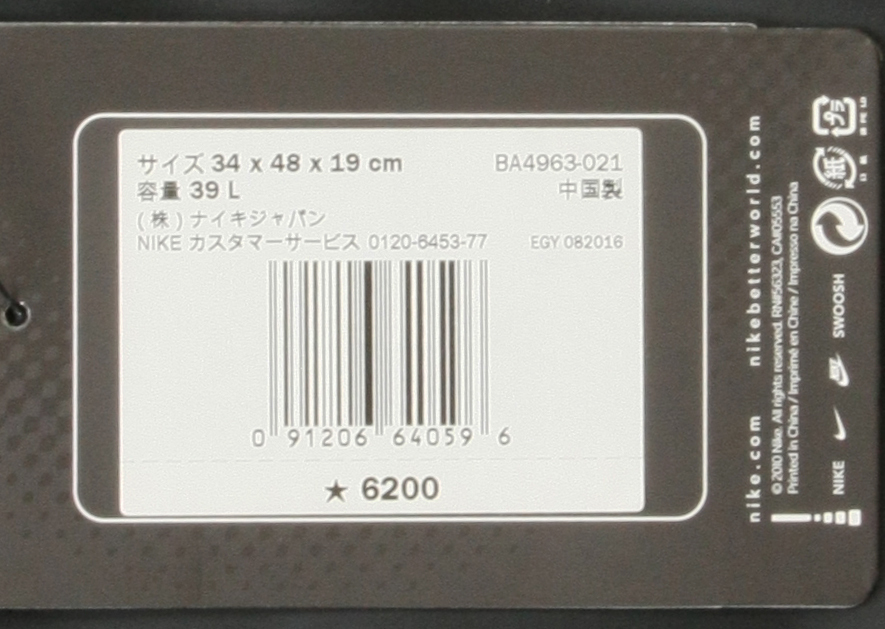 サイズ 34 x 48 x 19 cm BA4963-021
容量 39 L 中国製
(株)ナイキジャパン
NIKE カスタマーサービス 0120-6453-77 EGY 082016
0 91206 64059 6
★ 6200
nike.com nikebetterworld.com
© 2010 Nike. All rights reserved. RN#56323, CA#05553
Printed in China / Imprimé en Chine / Impresso na China
NIKE SWOOSH
プラ
紙